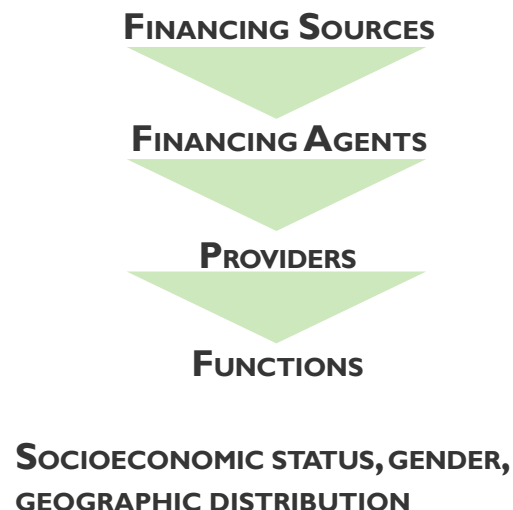 FINANCING SOURCES
FINANCING AGENTS
PROVIDERS
FUNCTIONS
SOCIOECONOMIC STATUS, GENDER,
GEOGRAPHIC DISTRIBUTION